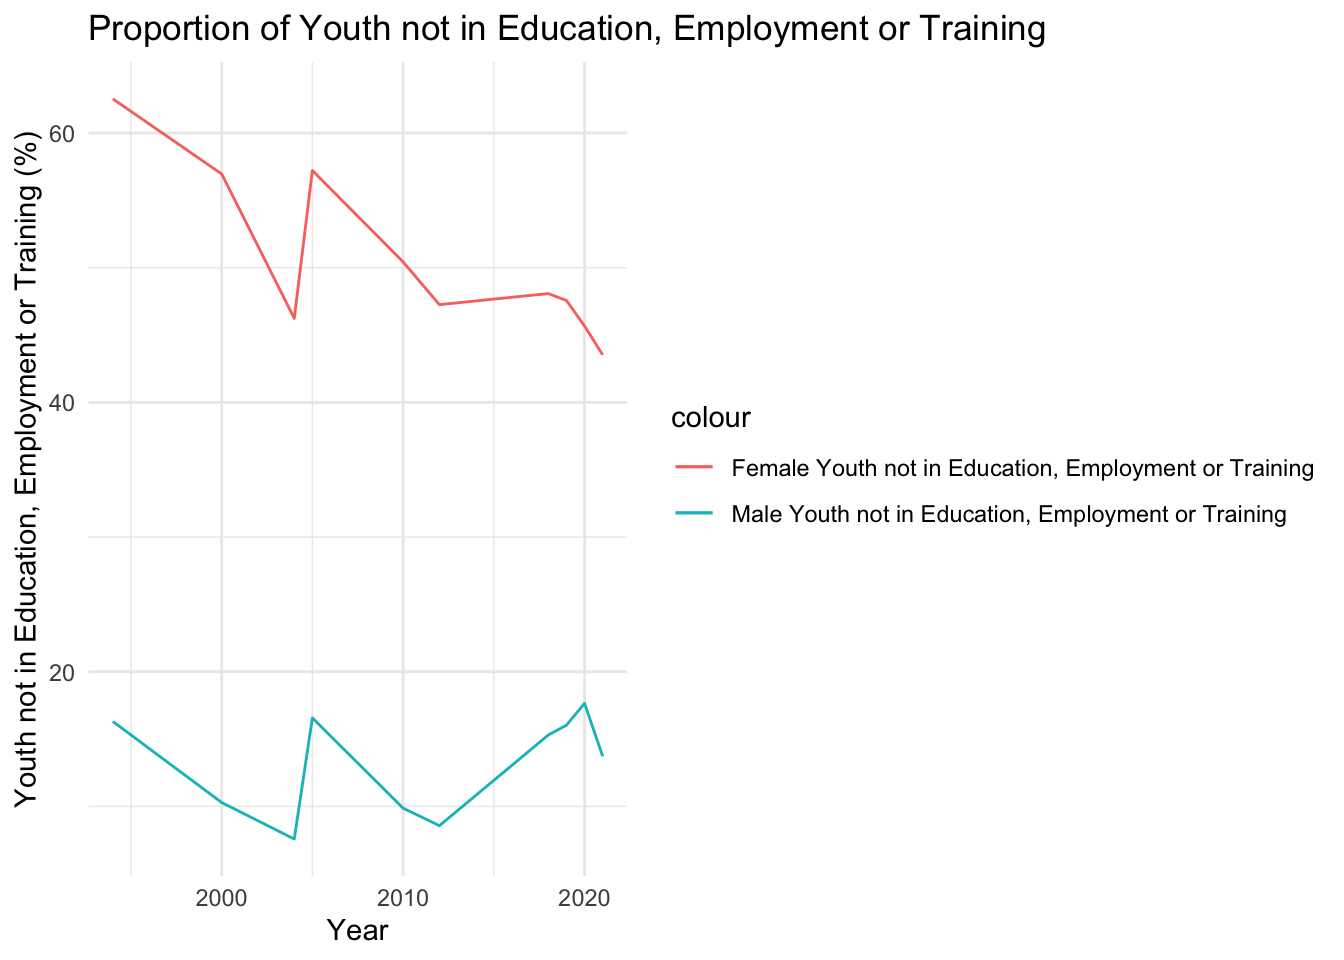 Proportion of Youth not in Education, Employment or Training
Youth not in Education, Employment or Training (%)
60
40
20
2000
2010
2020
Year
colour
Female Youth not in Education, Employment or Training
Male Youth not in Education, Employment or Training